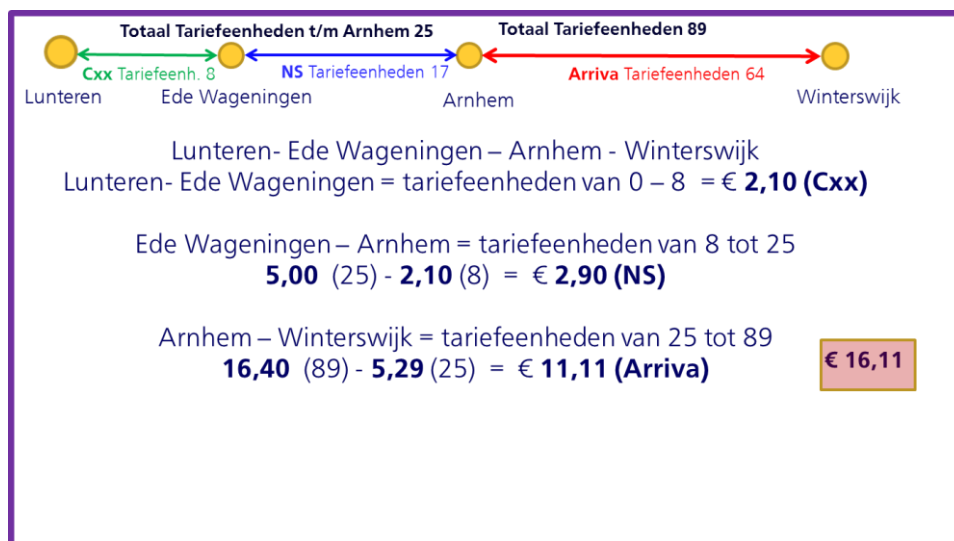 Totaal Tariefeenheden t/m Arnhem 25
Totaal Tariefeenheden 89
Cxx Tariefeenh. 8
NS Tariefeenheden 17
Arriva Tariefeenheden 64
Lunteren
Ede Wageningen
Arnhem
Winterswijk
Lunteren- Ede Wageningen – Arnhem - Winterswijk
Lunteren- Ede Wageningen = tariefeenheden van 0 – 8 = € 2,10 (Cxx)
Ede Wageningen – Arnhem = tariefeenheden van 8 tot 25
5,00 (25) - 2,10 (8) = € 2,90 (NS)
Arnhem – Winterswijk = tariefeenheden van 25 tot 89
16,40 (89) - 5,29 (25) = € 11,11 (Arriva)
€ 16,11